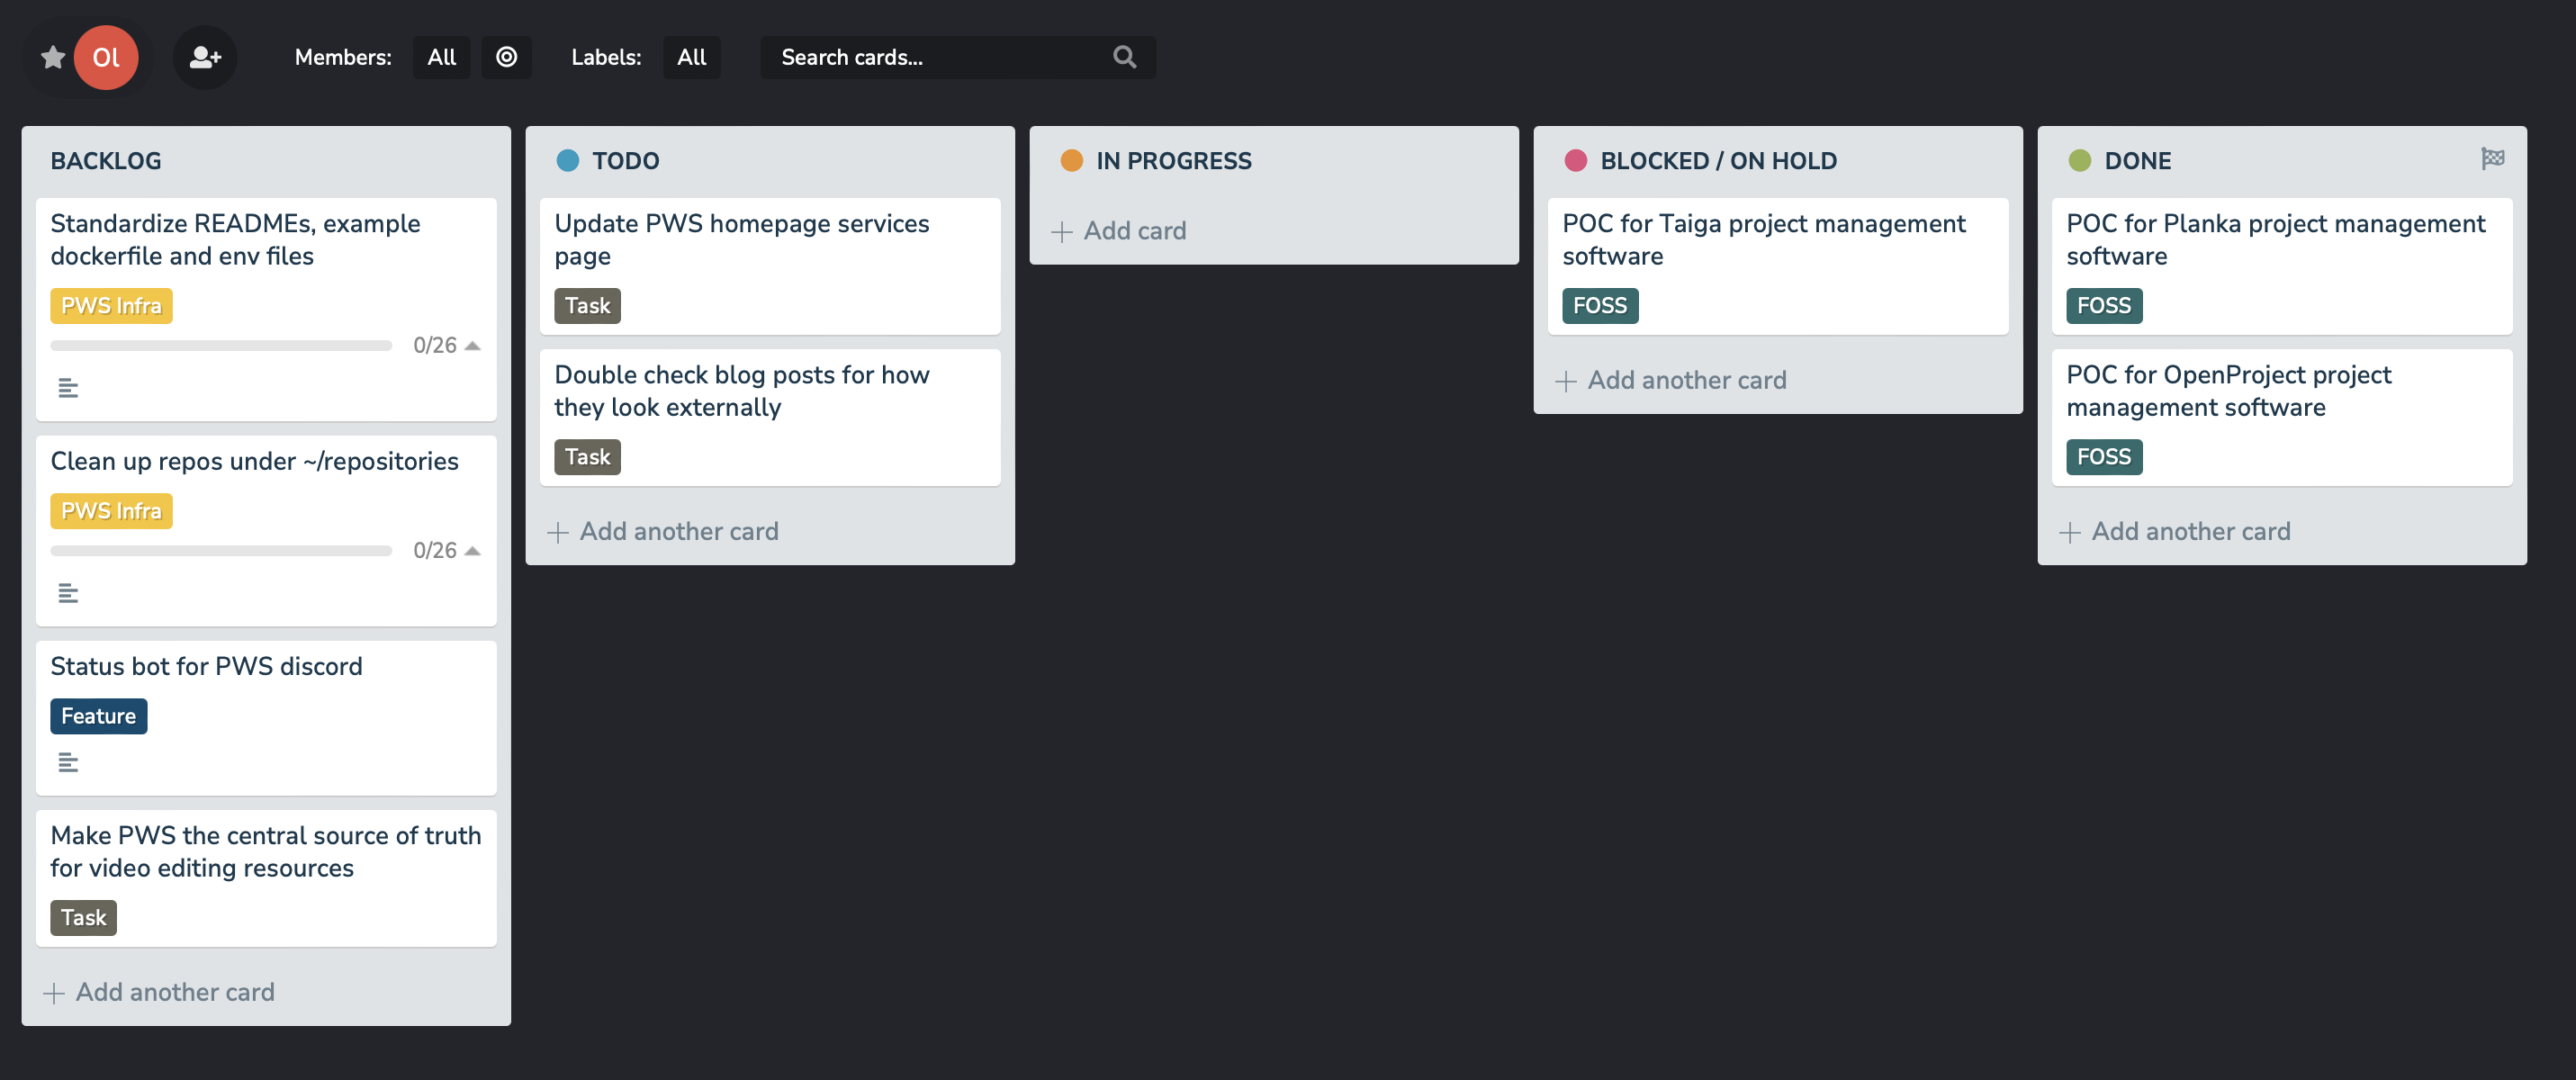 Ol
Members:
All
Labels:
All
Search cards...
BACKLOG
Standardize READMEs, example
dockerfile and env files
PWS Infra
0/26
Clean up repos under ~/repositories
PWS Infra
0/26
Status bot for PWS discord
Feature
Make PWS the central source of truth
for video editing resources
Task
Add another card
TODO
Update PWS homepage services
page
Task
Double check blog posts for how
they look externally
Task
Add another card
IN PROGRESS
Add card
BLOCKED / ON HOLD
POC for Taiga project management
software
FOSS
Add another card
DONE
POC for Planka project management
software
FOSS
POC for OpenProject project
management software
FOSS
Add another card